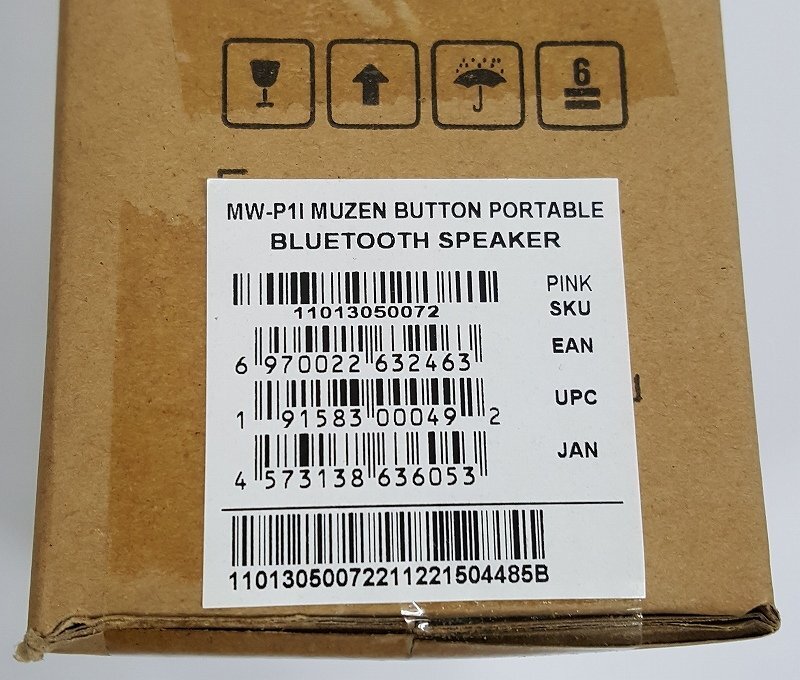 6
MW-P1I MUZEN BUTTON PORTABLE
BLUETOOTH SPEAKER
PINK
11013050072 SKU
6 970022 632463 EAN
1 91583 00049 2 UPC
4 573138 636053 JAN
11013050072211221504485B